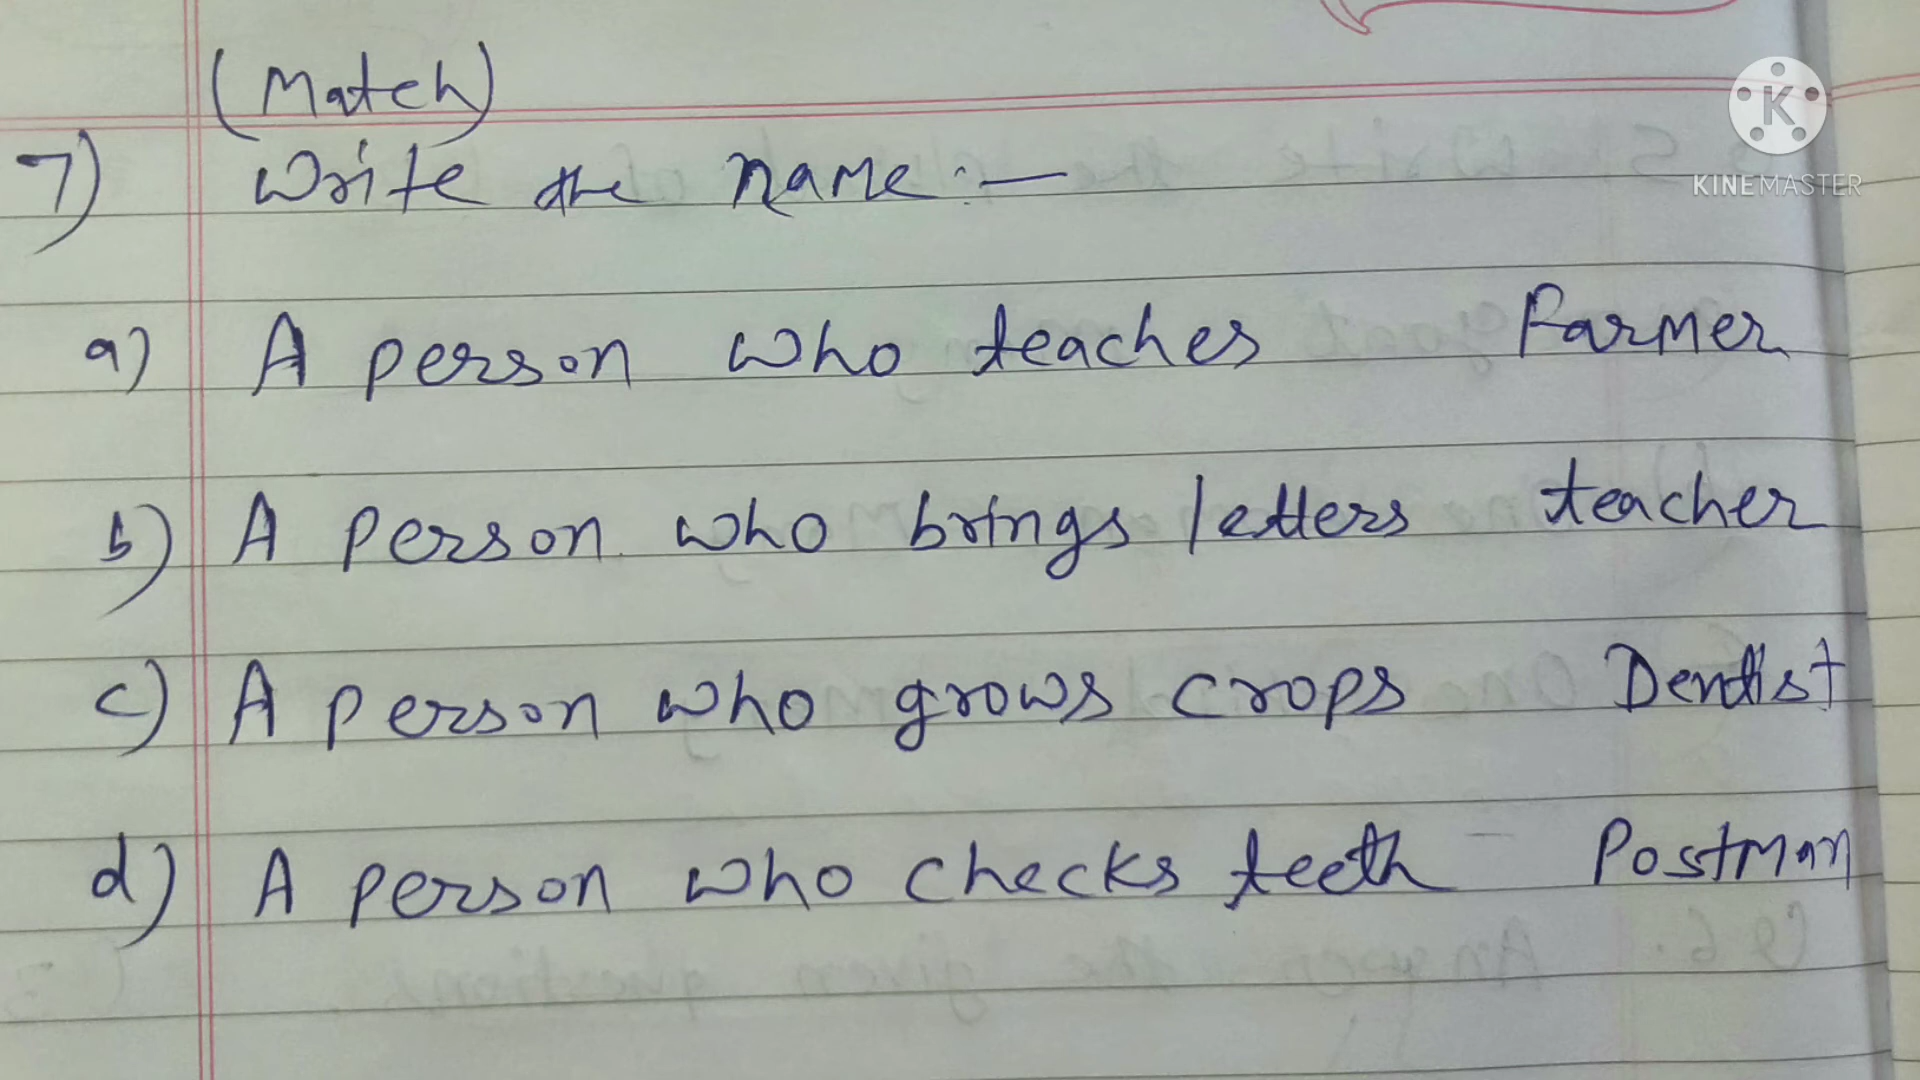 (Match)
7) Write the name:—
a) A person who teaches Farmer
b) A person who brings letters teacher
c) A person who grows crops Dentist
d) A person who checks teeth Postman
KINEMASTER